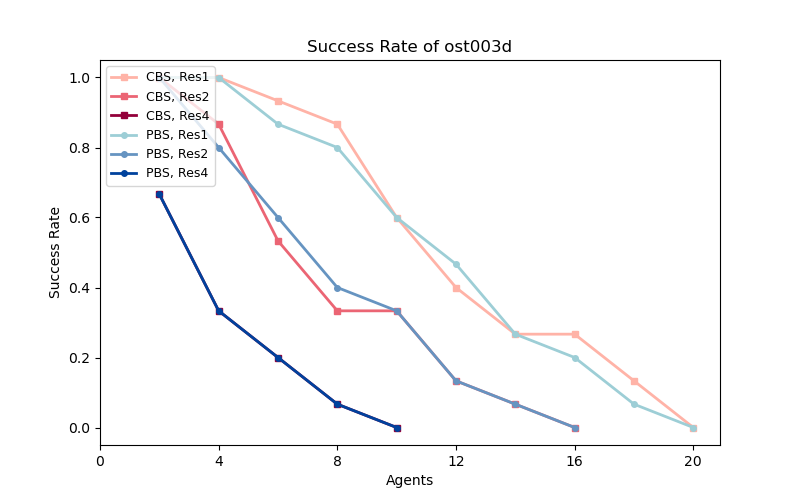 Success Rate of ost003d
CBS, Res1
CBS, Res2
CBS, Res4
PBS, Res1
PBS, Res2
PBS, Res4
1.0
0.8
0.6
0.4
0.2
0.0
Success Rate
0 4 8 12 16 20
Agents